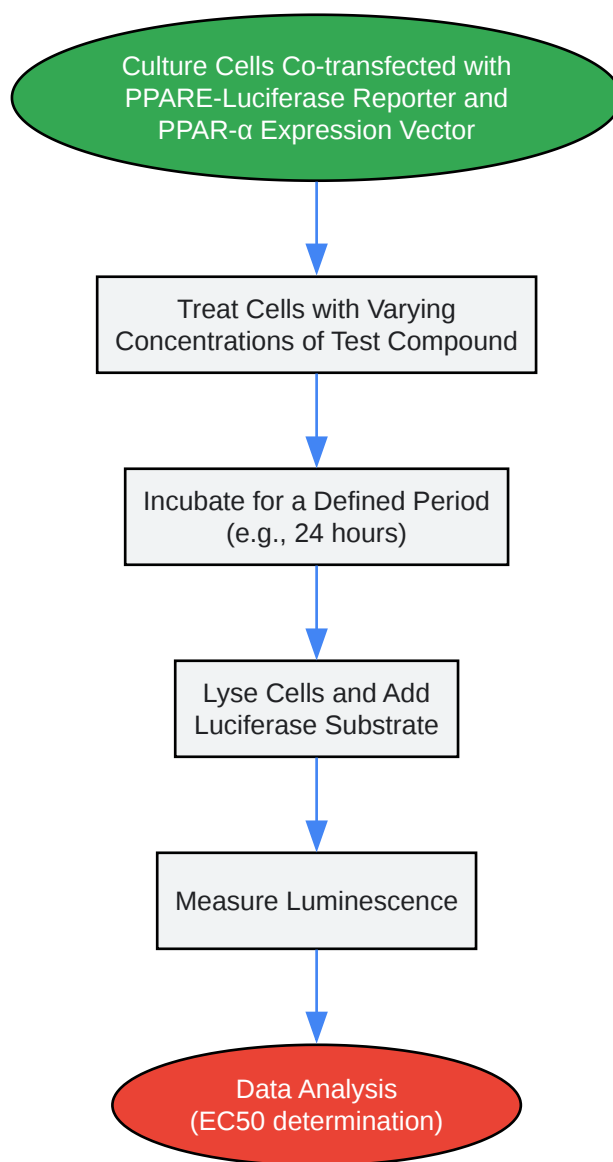 Culture Cells Co-transfected with
PPARE-Luciferase Reporter and
PPAR-α Expression Vector
Treat Cells with Varying
Concentrations of Test Compound
Incubate for a Defined Period
(e.g., 24 hours)
Lyse Cells and Add
Luciferase Substrate
Measure Luminescence
Data Analysis
(EC50 determination)